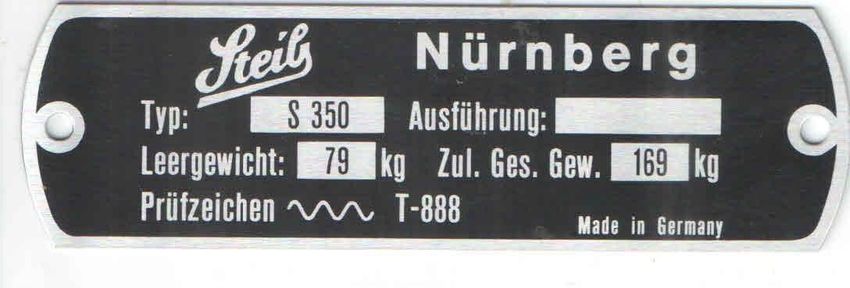 Steib Nürnberg
Typ: S 350 Ausführung:
Leergewicht: 79 kg Zul. Ges. Gew. 169 kg
Prüfzeichen T-888
Made in Germany